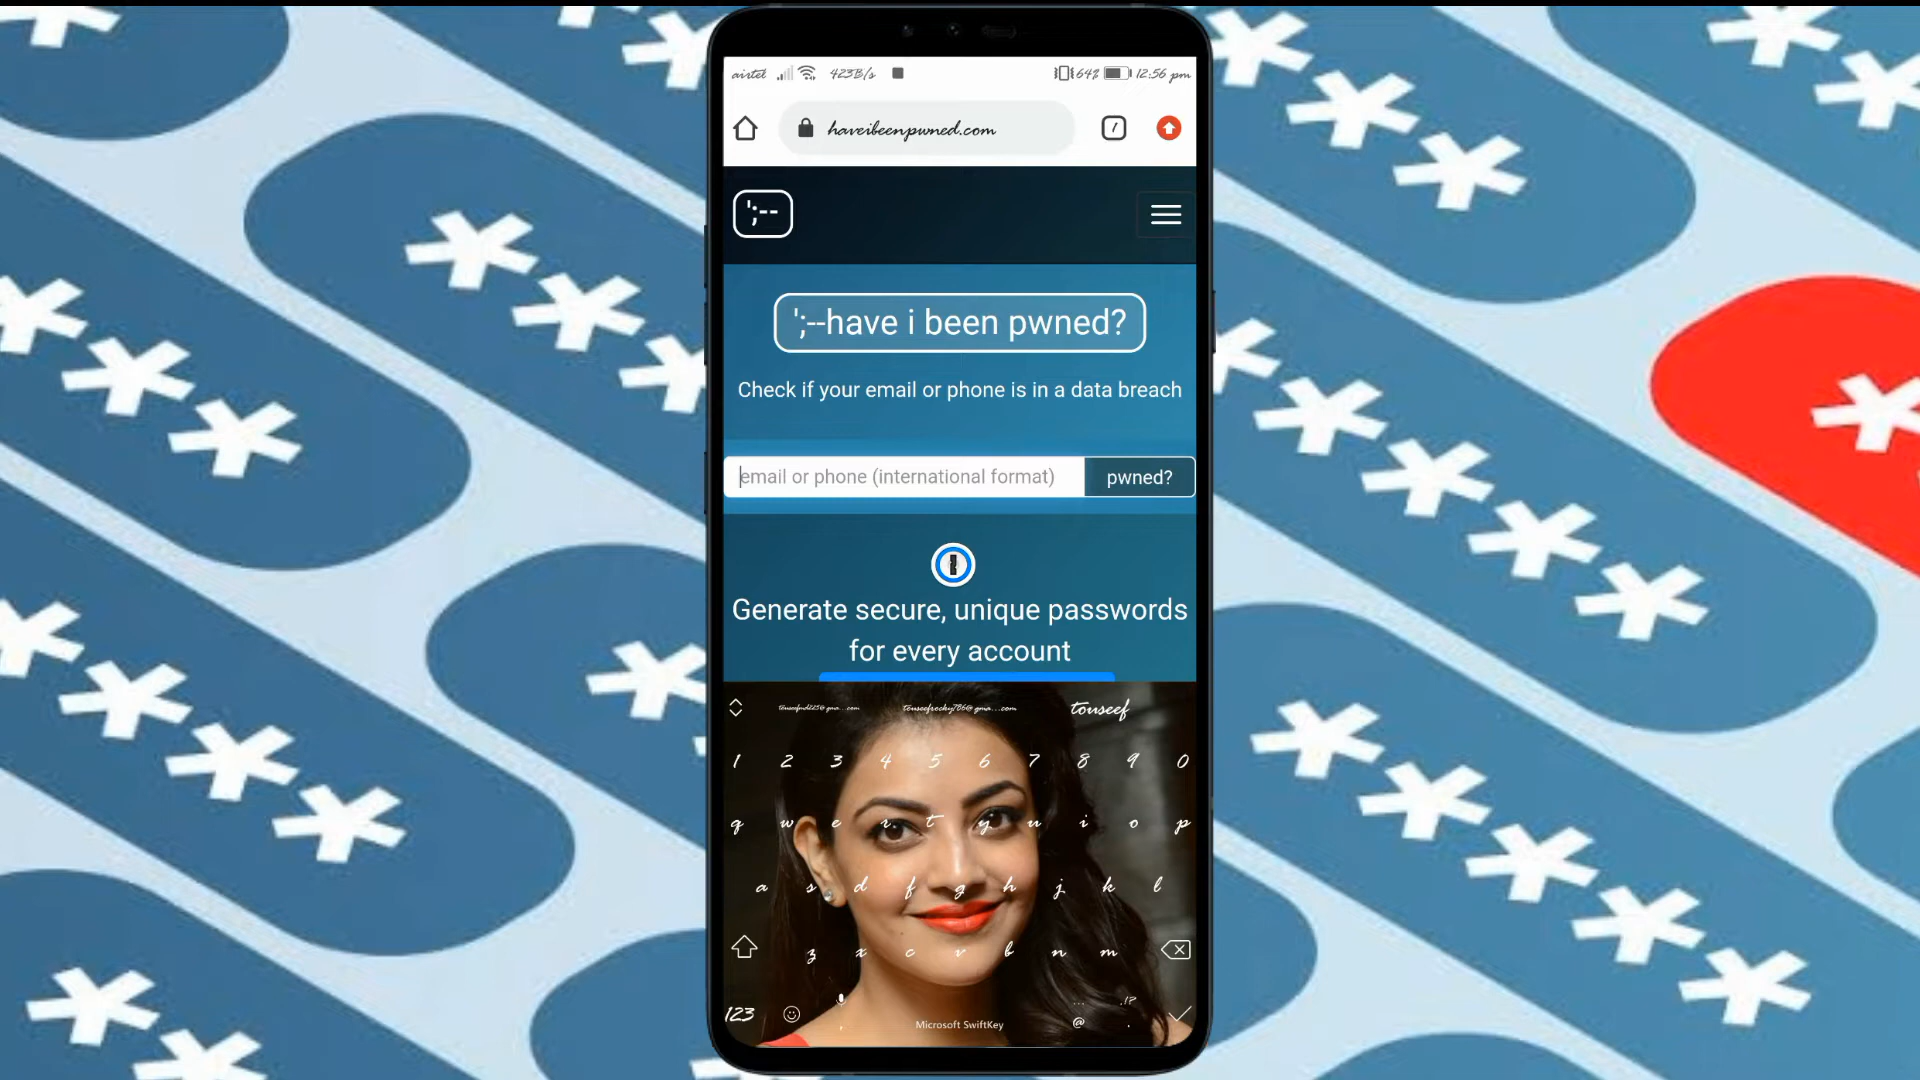 airtel 423B/s 64% 12:56 pm
haveibeenpwned.com
';--
';--have i been pwned?
Check if your email or phone is in a data breach
email or phone (international format) pwned?
Generate secure, unique passwords
for every account
touseef
1 2 3 4 5 6 7 8 9 0
q w e r t y u i o p
a s d f g h j k l
z x c v b n m
123 , Microsoft SwiftKey @ . .!?